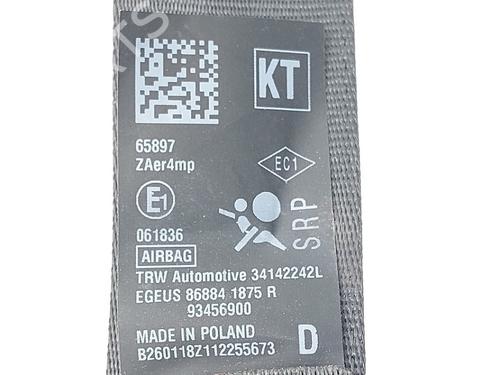 KT
65897
ZAer4mp
EC1
E1
061836
SRP
AIRBAG
TRW Automotive 34142242L
EGEUS 86884 1875 R
93456900
MADE IN POLAND
D
B260118Z112255673